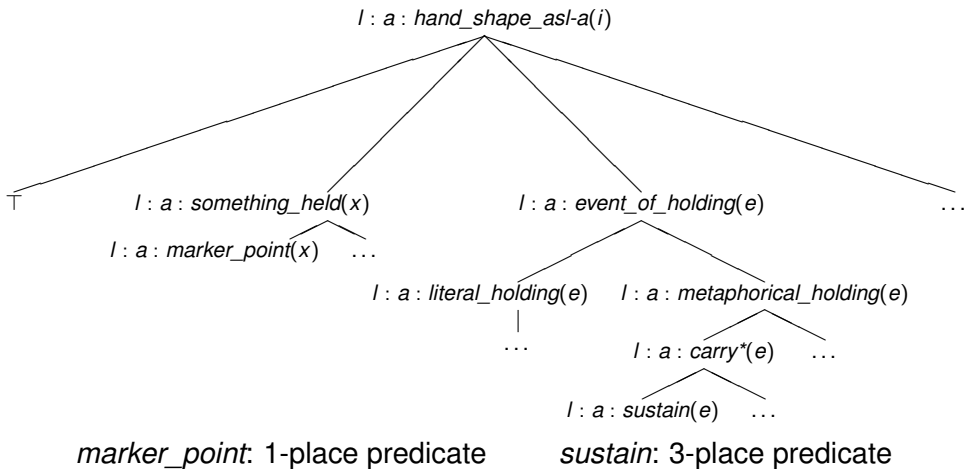 l : a : hand_shape_asl-a(i)
⊤ l : a : something_held(x) l : a : event_of_holding(e) . . .
l : a : marker_point(x) . . .
l : a : literal_holding(e) l : a : metaphorical_holding(e)
. . . l : a : carry*(e) . . .
l : a : sustain(e) . . .
marker_point: 1-place predicate sustain: 3-place predicate